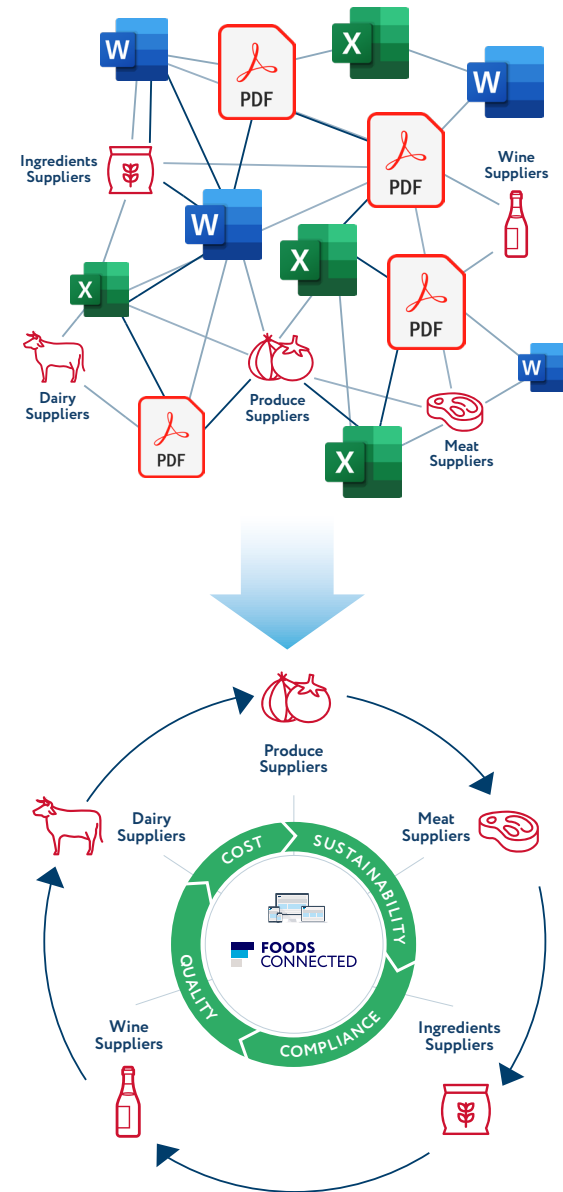 W
PDF
X
W
PDF
Ingredients
Suppliers
Wine
Suppliers
W
X
X
PDF
Dairy
Suppliers
Produce
Suppliers
W
PDF
Meat
Suppliers
X
Produce
Suppliers
Dairy
Suppliers
Meat
Suppliers
COST
SUSTAINABILITY
FOODS
CONNECTED
QUALITY
COMPLIANCE
Wine
Suppliers
Ingredients
Suppliers